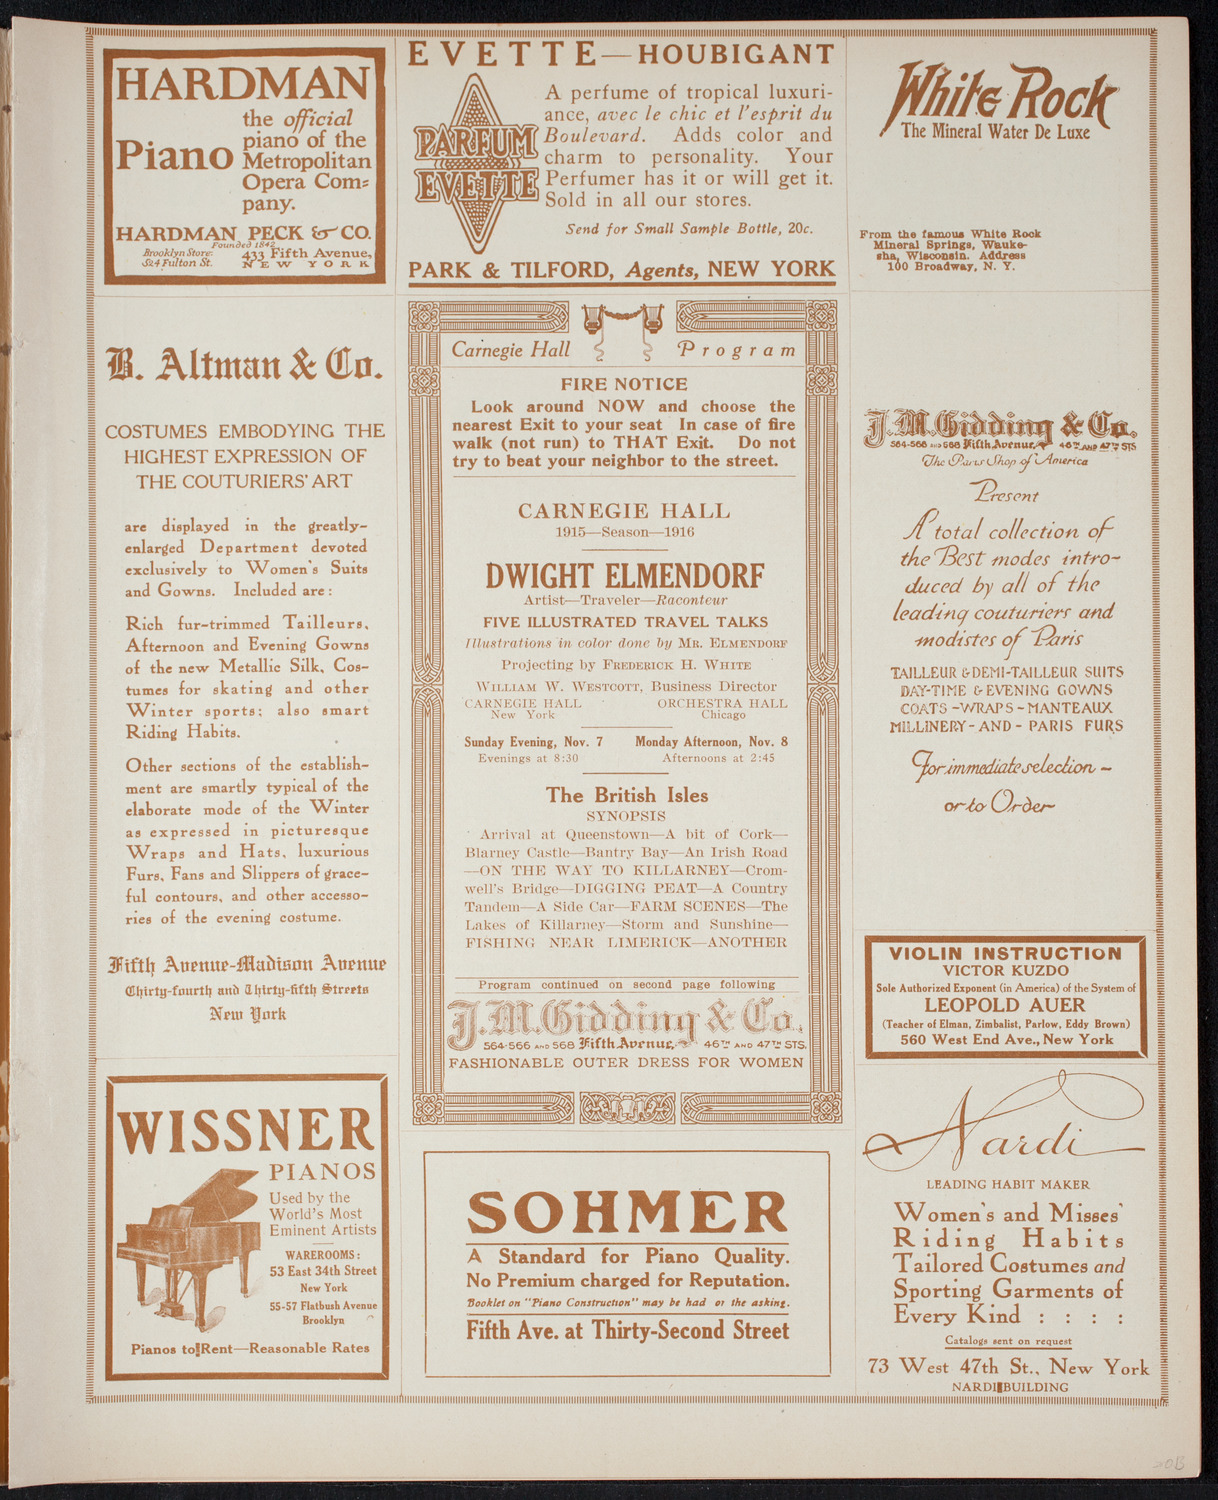 HARDMAN
Piano
the official
piano of the
Metropolitan
Opera Com-
pany.
HARDMAN PECK & CO.
Founded 1842
Brooklyn Store: 433 Fifth Avenue,
524 Fulton St. NEW YORK
EVETTE—HOUBIGANT
PARFUM
EVETTE
A perfume of tropical luxuri-
ance, avec le chic et l'esprit du
Boulevard. Adds color and
charm to personality. Your
Perfumer has it or will get it.
Sold in all our stores.
Send for Small Sample Bottle, 20c.
PARK & TILFORD, Agents, NEW YORK
White Rock
The Mineral Water De Luxe
From the famous White Rock
Mineral Springs, Wauke-
sha, Wisconsin. Address
100 Broadway, N. Y.
B. Altman & Co.
COSTUMES EMBODYING THE
HIGHEST EXPRESSION OF
THE COUTURIERS' ART
are displayed in the greatly-
enlarged Department devoted
exclusively to Women's Suits
and Gowns. Included are:
Rich fur-trimmed Tailleurs,
Afternoon and Evening Gowns
of the new Metallic Silk, Cos-
tumes for skating and other
Winter sports; also smart
Riding Habits.
Other sections of the establish-
ment are smartly typical of the
elaborate mode of the Winter
as expressed in picturesque
Wraps and Hats, luxurious
Furs, Fans and Slippers of grace-
ful contours, and other accesso-
ries of the evening costume.
Fifth Avenue-Madison Avenue
Thirty-fourth and Thirty-fifth Streets
New York
Carnegie Hall Program
FIRE NOTICE
Look around NOW and choose the
nearest Exit to your seat In case of fire
walk (not run) to THAT Exit. Do not
try to beat your neighbor to the street.
CARNEGIE HALL
1915—Season—1916
DWIGHT ELMENDORF
Artist—Traveler—Raconteur
FIVE ILLUSTRATED TRAVEL TALKS
Illustrations in color done by MR. ELMENDORF
Projecting by FREDERICK H. WHITE
WILLIAM W. WESTCOTT, Business Director
CARNEGIE HALL ORCHESTRA HALL
New York Chicago
Sunday Evening, Nov. 7 Monday Afternoon, Nov. 8
Evenings at 8:30 Afternoons at 2:45
The British Isles
SYNOPSIS
Arrival at Queenstown—A bit of Cork—
Blarney Castle—Bantry Bay—An Irish Road
—ON THE WAY TO KILLARNEY—Crom-
well's Bridge—DIGGING PEAT—A Country
Tandem—A Side Car—FARM SCENES—The
Lakes of Killarney—Storm and Sunshine—
FISHING NEAR LIMERICK—ANOTHER
Program continued on second page following
J.M.Gidding & Co.
564-566 AND 568 Fifth Avenue, 46TH AND 47TH STS.
FASHIONABLE OUTER DRESS FOR WOMEN
J.M.Gidding & Co.
564-566 AND 568 Fifth Avenue, 46TH AND 47TH STS
The Paris Shop of America
Present
A total collection of
the Best modes intro-
duced by all of the
leading couturiers and
modistes of Paris
TAILLEUR & DEMI-TAILLEUR SUITS
DAY-TIME & EVENING GOWNS
COATS - WRAPS - MANTEAUX
MILLINERY - AND - PARIS FURS
For immediate selection -
or to Order
VIOLIN INSTRUCTION
VICTOR KUZDO
Sole Authorized Exponent (in America) of the System of
LEOPOLD AUER
(Teacher of Elman, Zimbalist, Parlow, Eddy Brown)
560 West End Ave., New York
WISSNER
PIANOS
Used by the
World's Most
Eminent Artists
WAREROOMS:
53 East 34th Street
New York
55-57 Flatbush Avenue
Brooklyn
Pianos to Rent—Reasonable Rates
SOHMER
A Standard for Piano Quality.
No Premium charged for Reputation.
Booklet on "Piano Construction" may be had or the asking.
Fifth Ave. at Thirty-Second Street
Nardi
LEADING HABIT MAKER
Women's and Misses'
Riding Habits
Tailored Costumes and
Sporting Garments of
Every Kind : : : :
Catalogs sent on request
73 West 47th St., New York
NARDI BUILDING